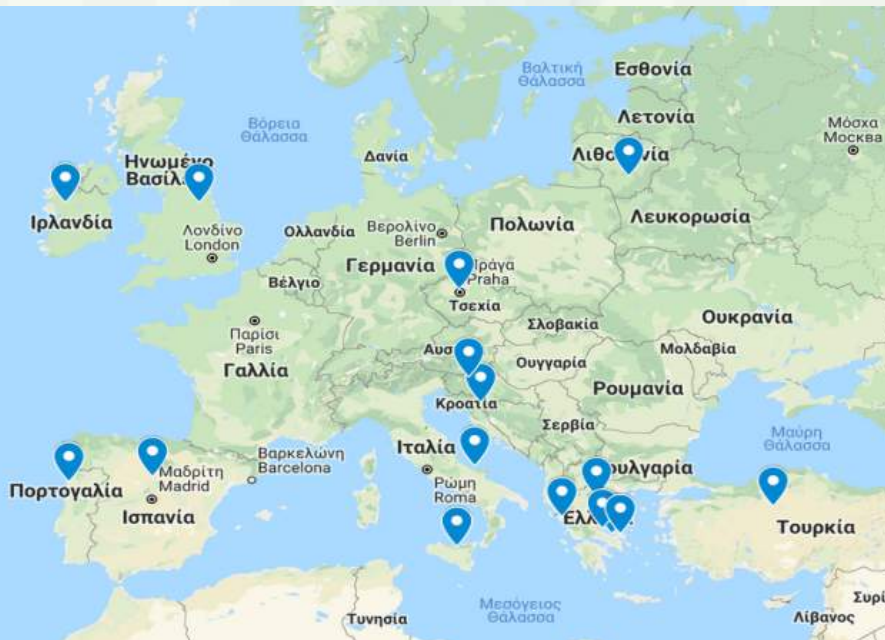 Βαλτική
Θάλασσα
Εσθονία
Λετονία
Μόσχα
Москва
Βόρεια
Θάλασσα
Δανία
Ηνωμένο
Ιρλανδία
Λονδίνο
London
Ολλανδία
Βερολίνο
Berlin
Πολωνία
Λευκορωσία
Βέλγιο
Γερμανία
Praha
Τσεχία
Παρίσι
Paris
Γαλλία
Σλοβακία
Ουκρανία
Μολδαβία
Ουγγαρία
Ρουμανία
Κροατία
Σερβία
Ιταλία
Ρώμη
Roma
Μαύρη
Θάλασσα
Βαρκελώνη
Barcelona
Μαδρίτη
Madrid
Πορτογαλία
Ισπανία
Τουρκία
Τυνησία
Μεσόγειος
Θάλασσα
Λίβανος